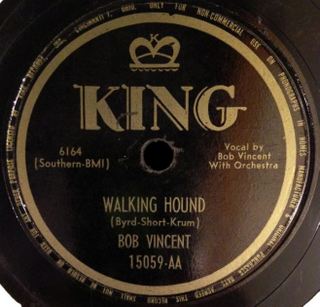 K
KING
6164
(Southern-BMI)
Vocal by
Bob Vincent
With Orchestra
WALKING HOUND
(Byrd-Short-Krum)
BOB VINCENT
15059-AA